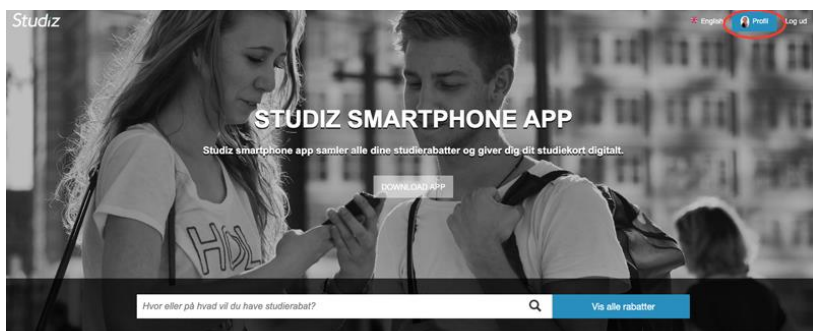 Studiz
English Profil Log ud
STUDIZ SMARTPHONE APP
Studiz smartphone app samler alle dine studierabatter og giver dig dit studiekort digitalt.
DOWNLOAD APP
HOL
Hvor eller på hvad vil du have studierabat?
Vis alle rabatter